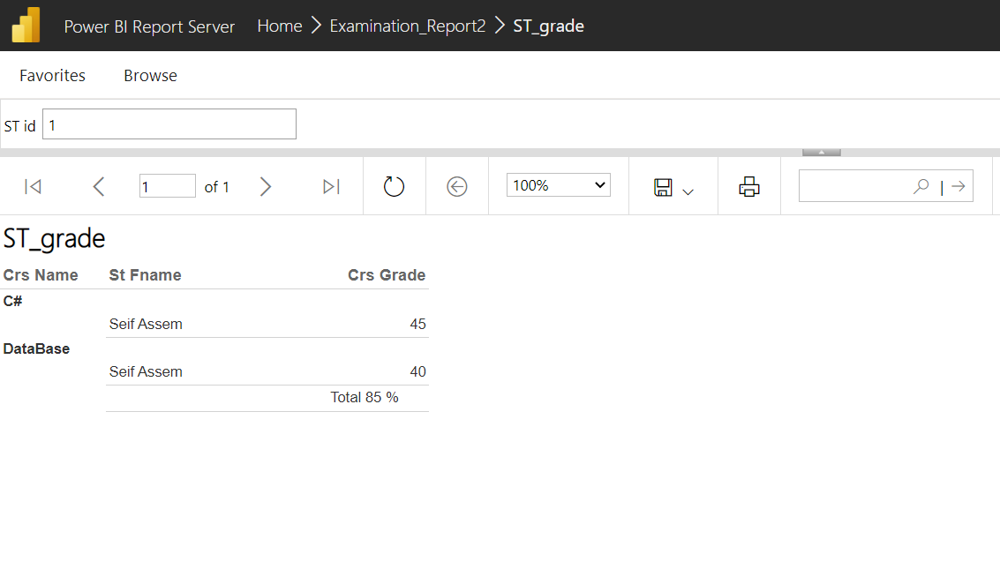 Power BI Report Server Home > Examination_Report2 > ST_grade
Favorites Browse
ST id 1
1 of 1 100% |
ST_grade
Crs Name St Fname Crs Grade
C#
Seif Assem 45
DataBase
Seif Assem 40
Total 85 %